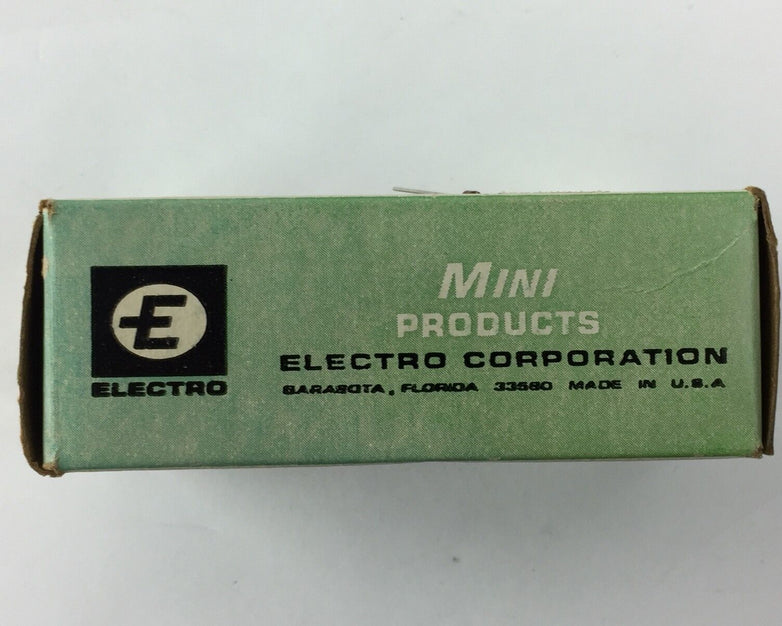 E
ELECTRO
MINI
PRODUCTS
ELECTRO CORPORATION
SARASOTA, FLORIDA 33580 MADE IN U.S.A